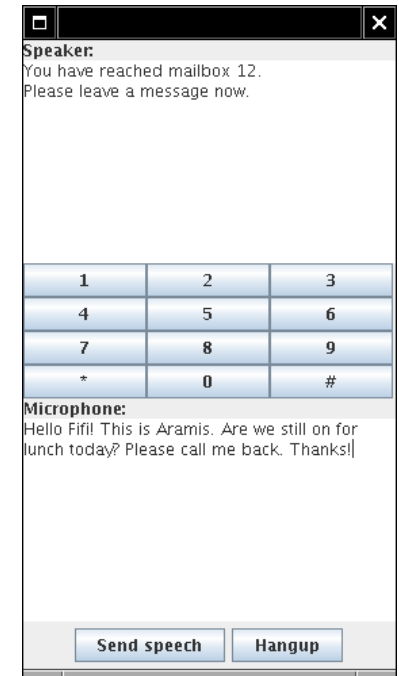 Speaker:
You have reached mailbox 12.
Please leave a message now.
1 2 3
4 5 6
7 8 9
* 0 #
Microphone:
Hello Fifi! This is Aramis. Are we still on for
lunch today? Please call me back. Thanks!
Send speech Hangup